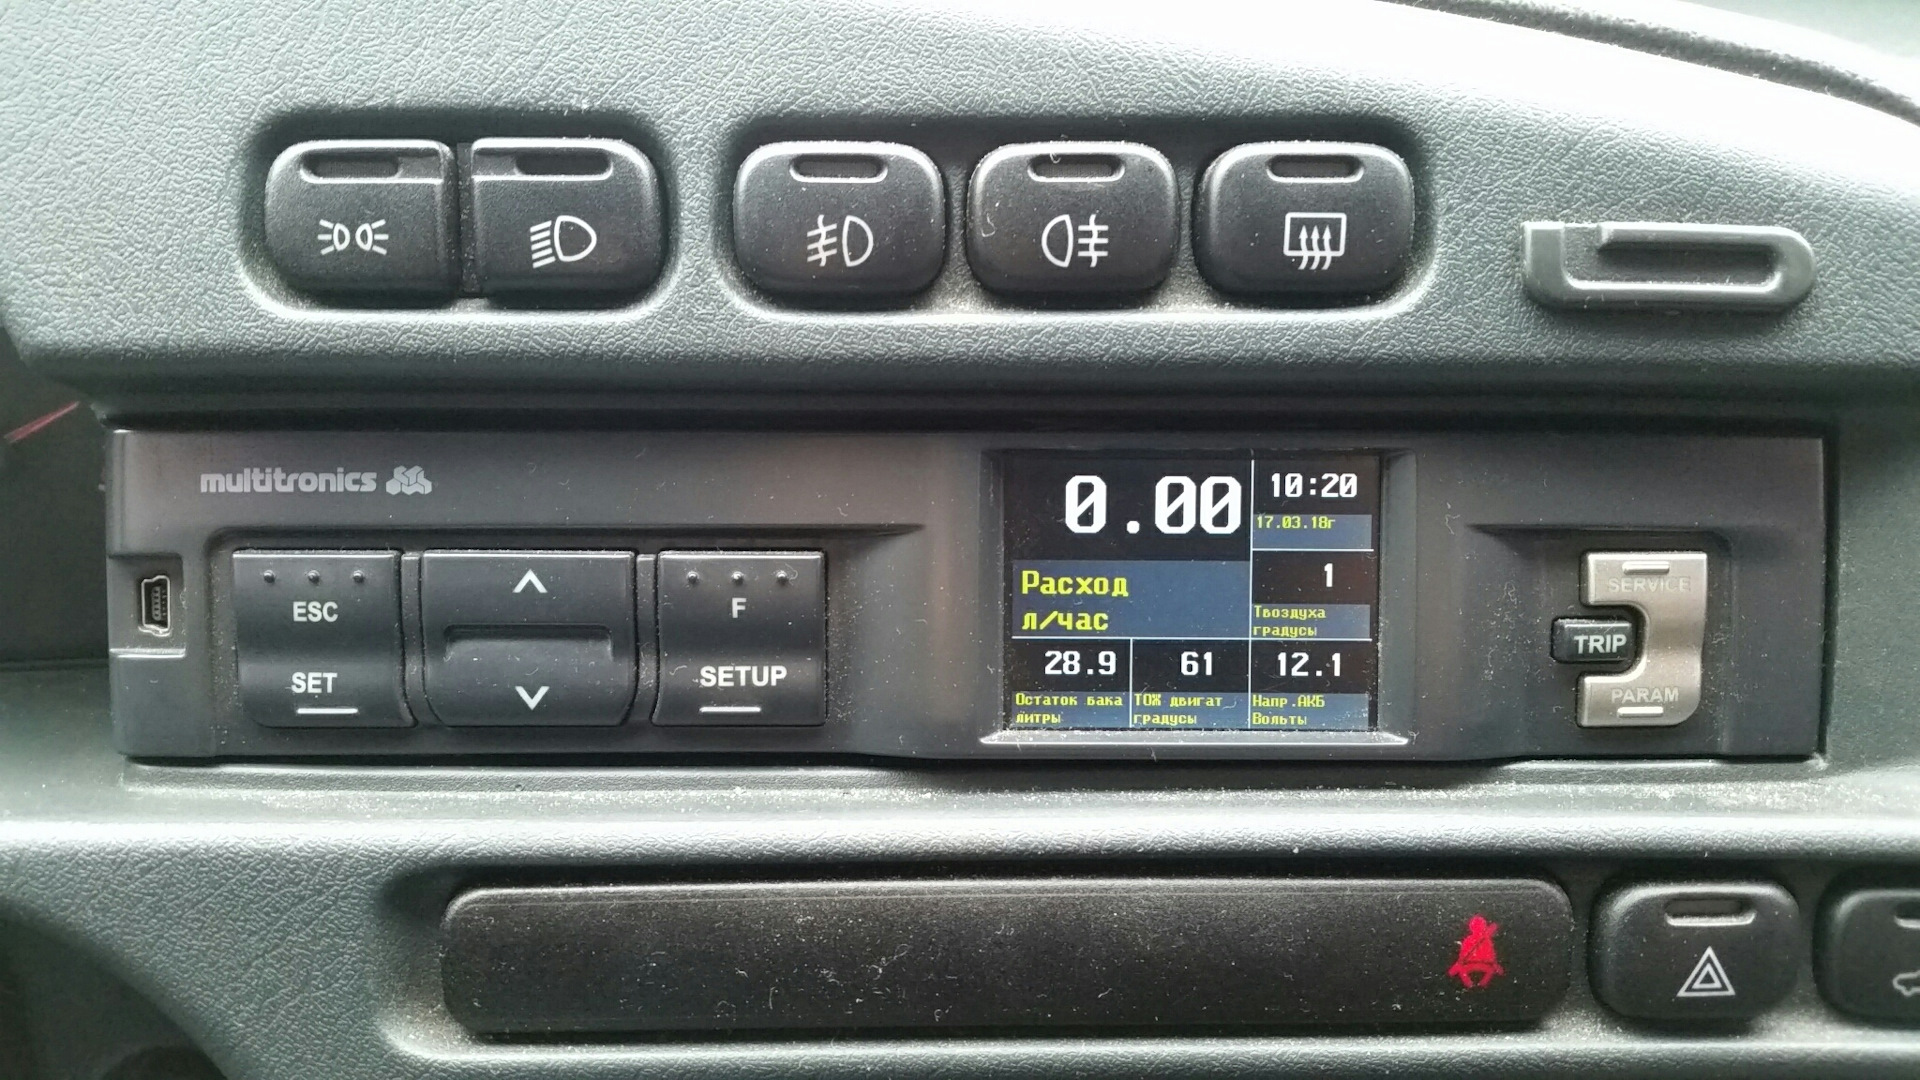 multitronics
ESC
SET
F
SETUP
0.00
Расход
л/час
10:20
17.03.18г
1
Твоздуха
градусы
28.9
Остаток бака
литры
61
ТОЖ двигат
градусы
12.1
Напр.АКБ
Вольты
SERVICE
TRIP
PARAM